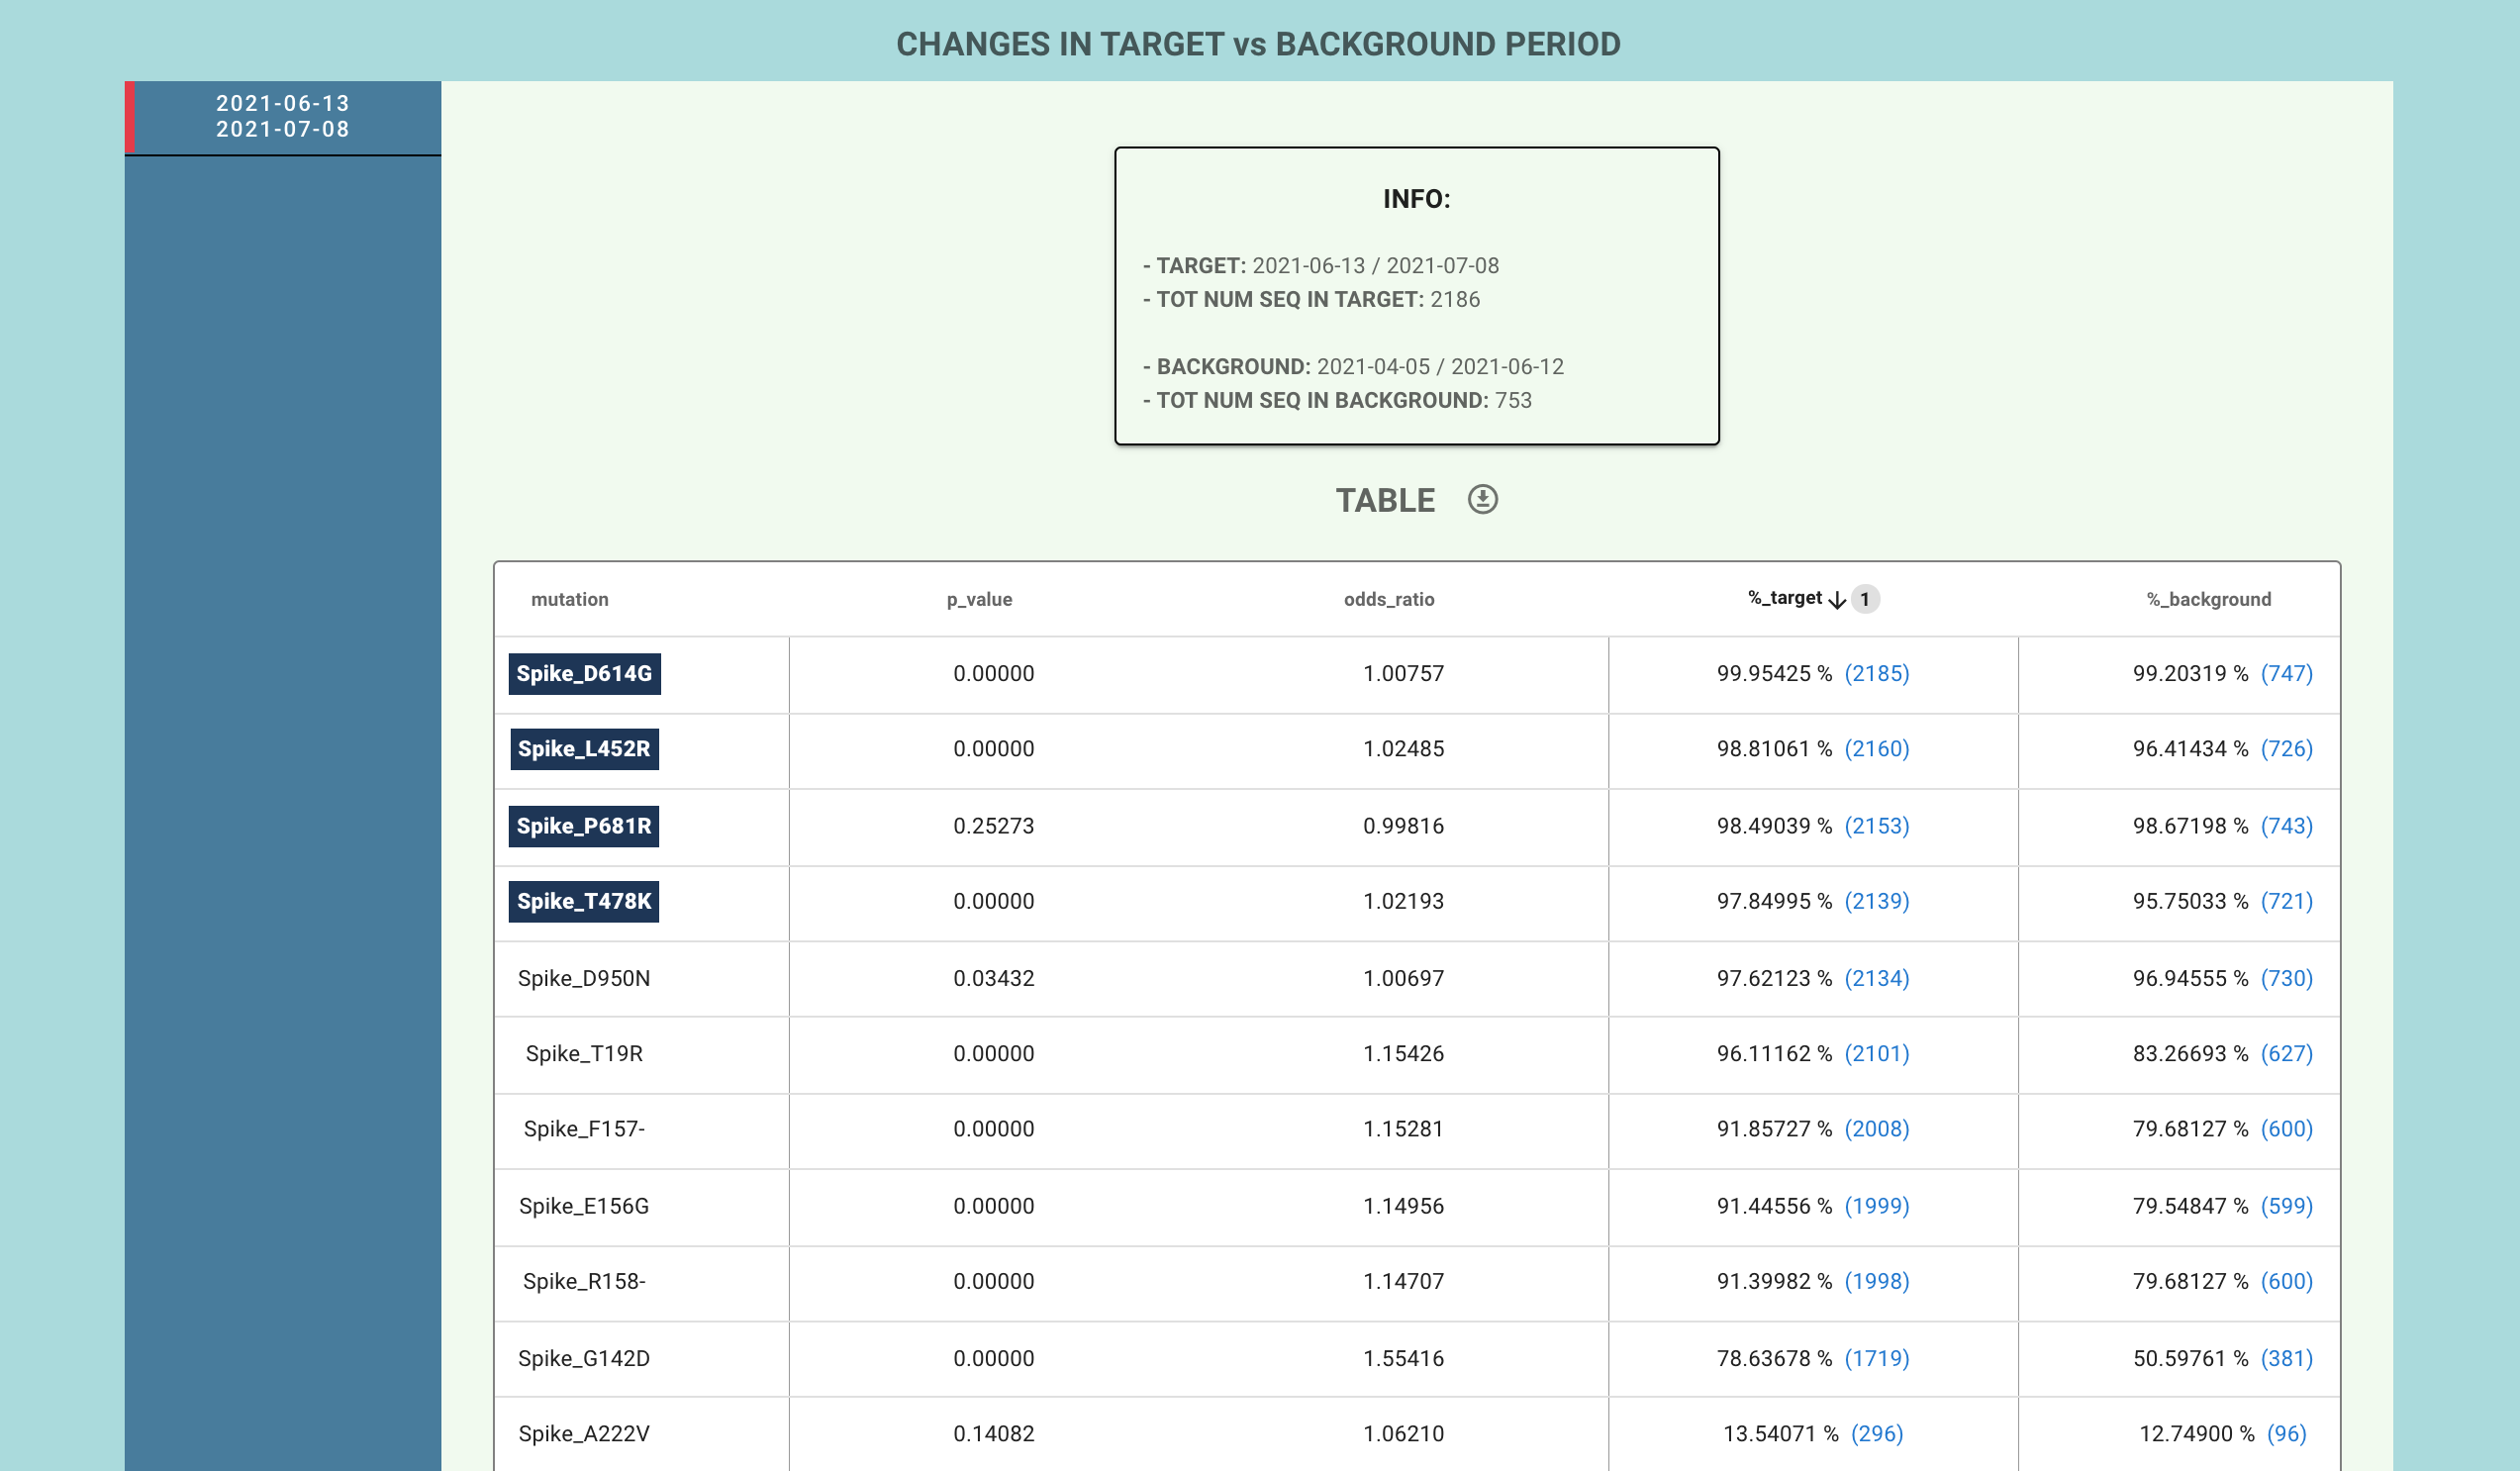 CHANGES IN TARGET vs BACKGROUND PERIOD
2021-06-13
2021-07-08
INFO:
- TARGET: 2021-06-13 / 2021-07-08
- TOT NUM SEQ IN TARGET: 2186
- BACKGROUND: 2021-04-05 / 2021-06-12
- TOT NUM SEQ IN BACKGROUND: 753
TABLE
mutation p_value odds_ratio %_target 1 %_background
Spike_D614G 0.00000 1.00757 99.95425 % (2185) 99.20319 % (747)
Spike_L452R 0.00000 1.02485 98.81061 % (2160) 96.41434 % (726)
Spike_P681R 0.25273 0.99816 98.49039 % (2153) 98.67198 % (743)
Spike_T478K 0.00000 1.02193 97.84995 % (2139) 95.75033 % (721)
Spike_D950N 0.03432 1.00697 97.62123 % (2134) 96.94555 % (730)
Spike_T19R 0.00000 1.15426 96.11162 % (2101) 83.26693 % (627)
Spike_F157- 0.00000 1.15281 91.85727 % (2008) 79.68127 % (600)
Spike_E156G 0.00000 1.14956 91.44556 % (1999) 79.54847 % (599)
Spike_R158- 0.00000 1.14707 91.39982 % (1998) 79.68127 % (600)
Spike_G142D 0.00000 1.55416 78.63678 % (1719) 50.59761 % (381)
Spike_A222V 0.14082 1.06210 13.54071 % (296) 12.74900 % (96)